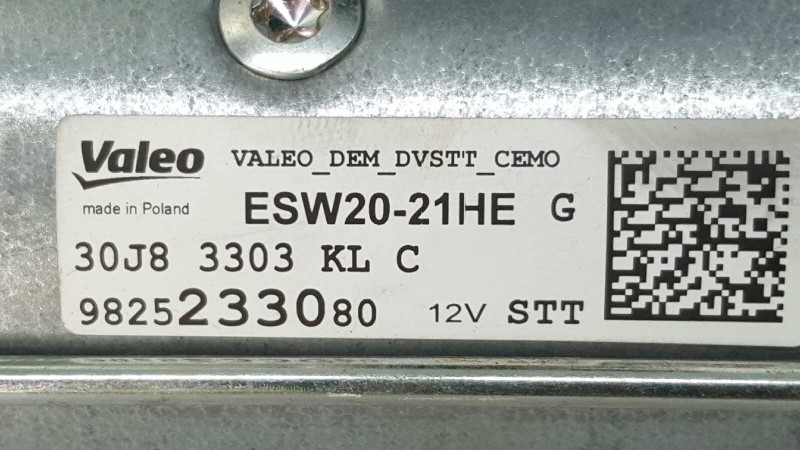 Valeo VALEO_DEM_DVSTT_CEMO
made in Poland ESW20-21HE G
30J8 3303 KL C
9825233080 12V STT